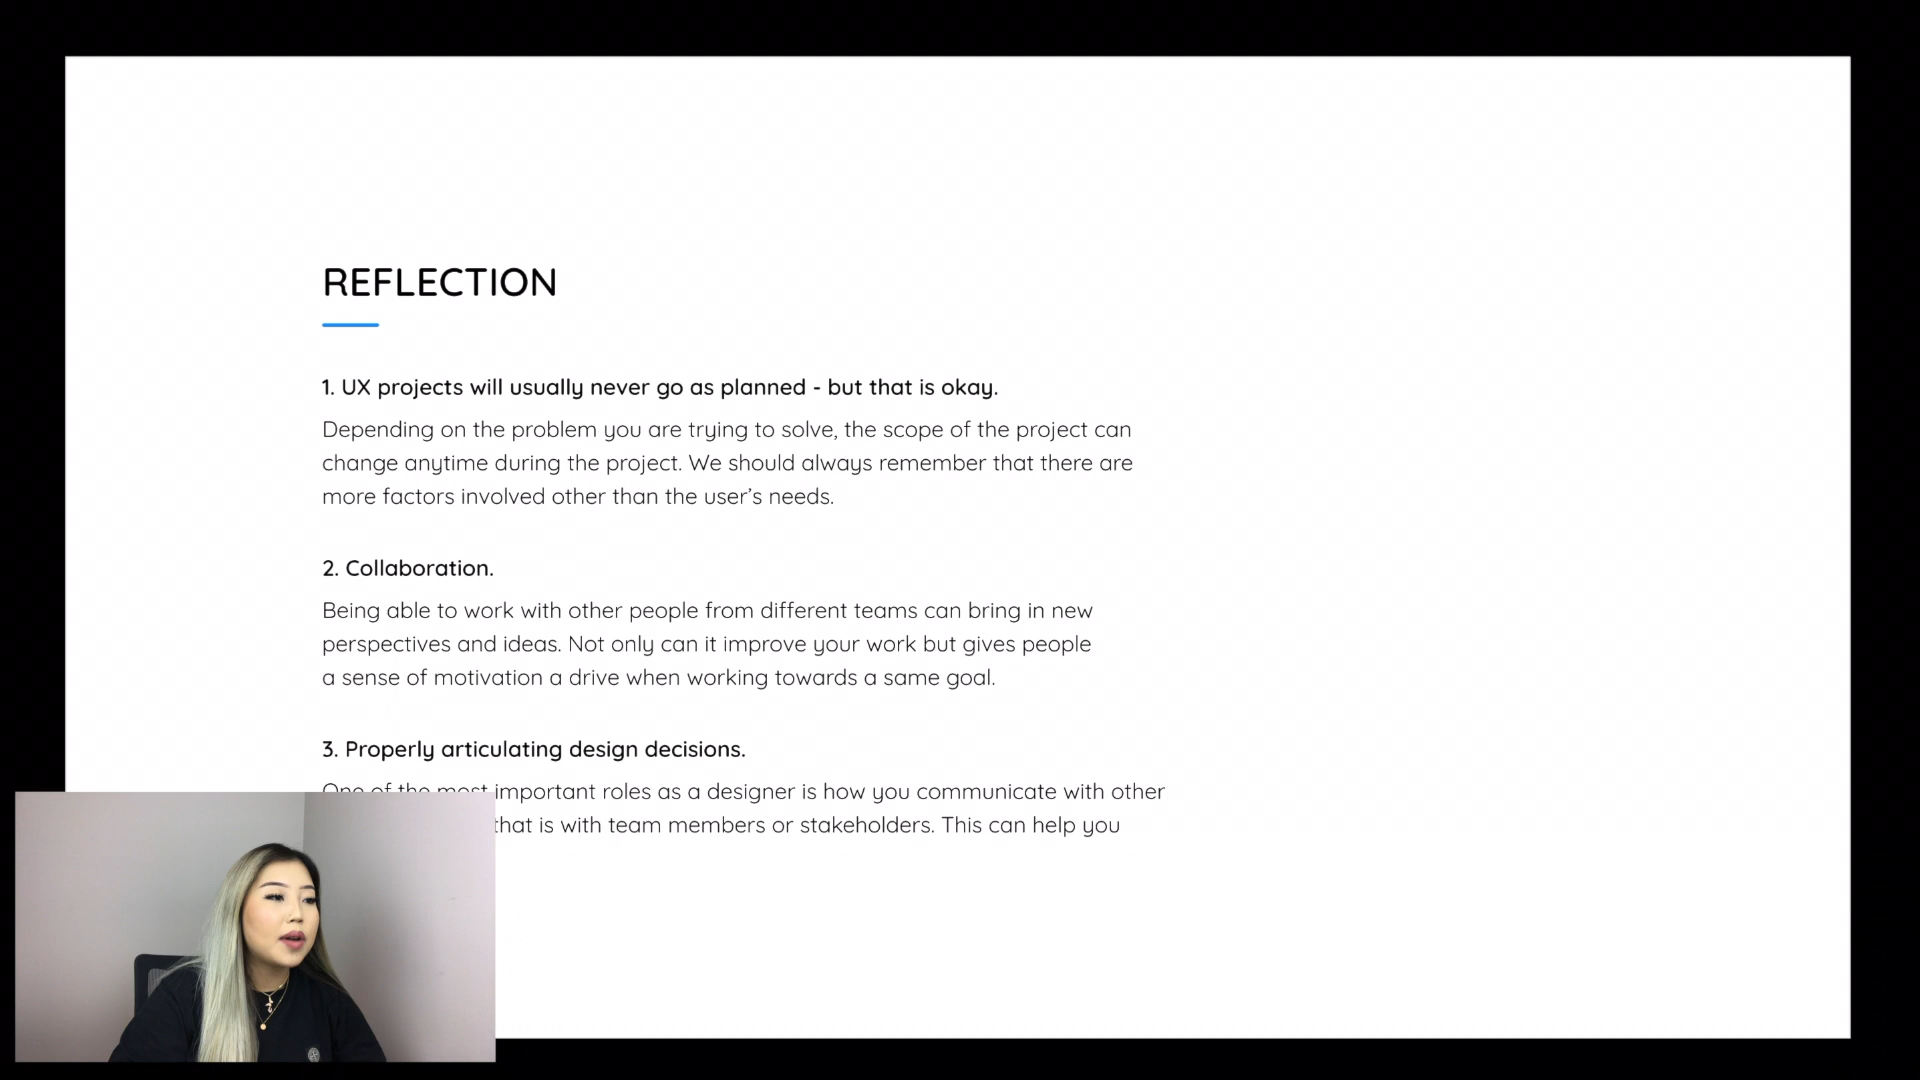 REFLECTION
1. UX projects will usually never go as planned - but that is okay.
Depending on the problem you are trying to solve, the scope of the project can
change anytime during the project. We should always remember that there are
more factors involved other than the user’s needs.
2. Collaboration.
Being able to work with other people from different teams can bring in new
perspectives and ideas. Not only can it improve your work but gives people
a sense of motivation a drive when working towards a same goal.
3. Properly articulating design decisions.
One of the most important roles as a designer is how you communicate with other
that is with team members or stakeholders. This can help you